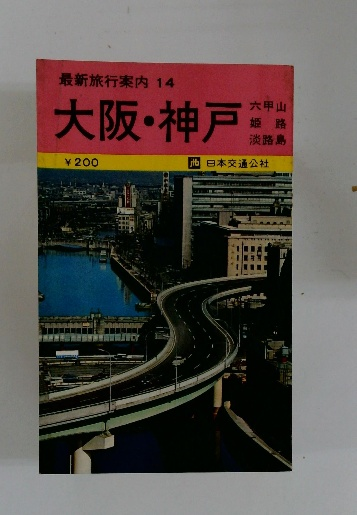 最新旅行案内 14
大阪・神戸
六甲山
姫路
淡路島
¥200
jtb 日本交通公社